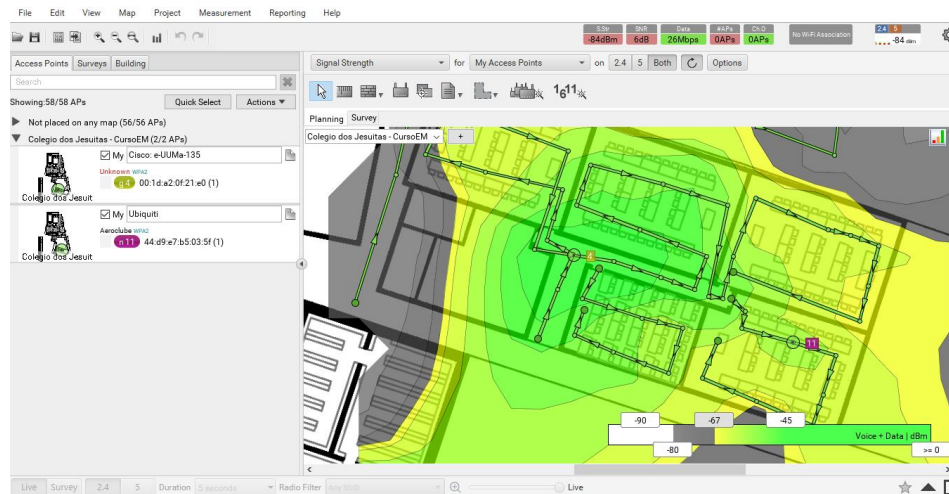 File Edit View Map Project Measurement Reporting Help
S.Str SNR Data #APs Ch.O 2.4 5
-84dBm 6dB 26Mbps 0APs 0APs No WiFi Association -84 dBm
Access Points Surveys Building
Signal Strength for My Access Points on 2.4 5 Both Options
Search
Showing:58/58 APs Quick Select Actions
Not placed on any map (56/56 APs)
Colegio dos Jesuitas - CursoEM (2/2 APs)
My Cisco: e-UUMa-135
Unknown WPA2
g 4 00:1d:a2:0f:21:e0 (1)
Colegio dos Jesuit
My Ubiquiti
Aeroclube WPA2
n 11 44:d9:e7:b5:03:5f (1)
Colegio dos Jesuit
Planning Survey
Colegio dos Jesuitas - CursoEM +
4
11
-90 -67 -45
Voice + Data | dBm
-80 >= 0
Live Survey 2.4 5 Duration 5 seconds Radio Filter Any SSID Live